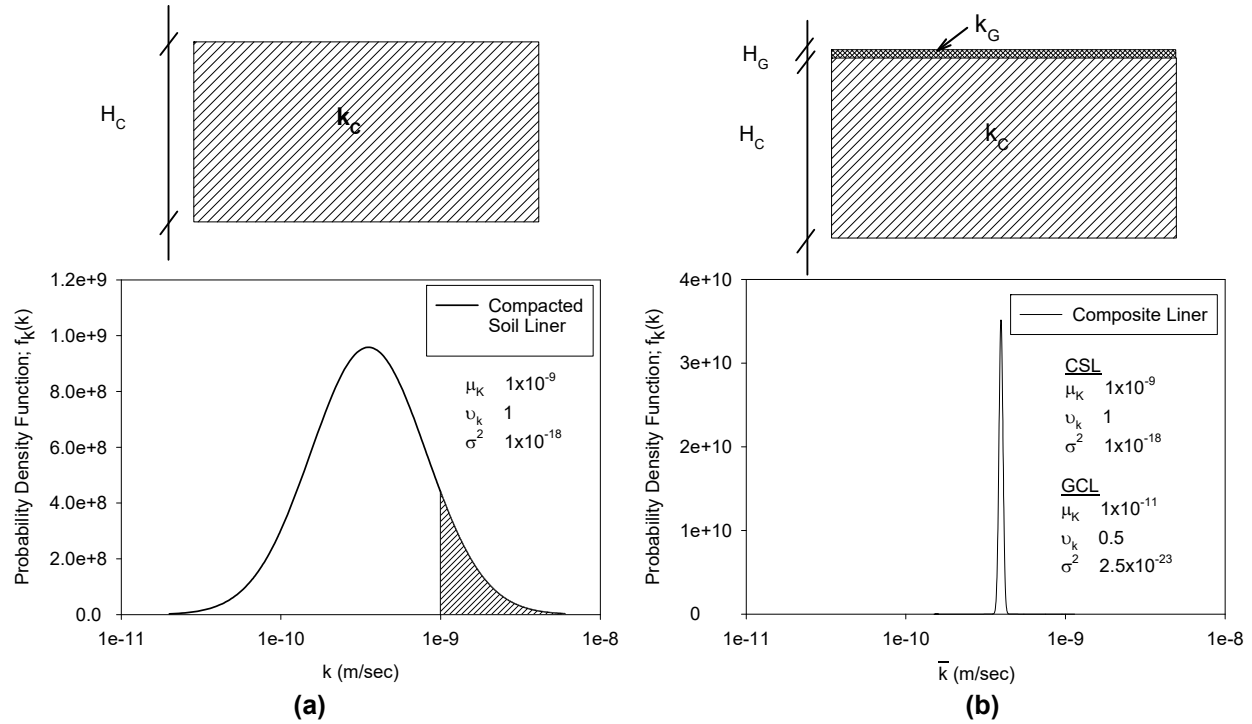 H_C
k_C
1.2e+9
1.0e+9
8.0e+8
6.0e+8
4.0e+8
2.0e+8
0.0
Probability Density Function; f_k(k)
Compacted
Soil Liner
μ_K 1x10^-9
υ_k 1
σ^2 1x10^-18
1e-11 1e-10 1e-9 1e-8
k (m/sec)
(a)
k_G
H_G
H_C
k_C
4e+10
3e+10
2e+10
1e+10
0
Probability Density Function; f_k(k)
Composite Liner
CSL
μ_K 1x10^-9
υ_k 1
σ^2 1x10^-18
GCL
μ_K 1x10^-11
υ_k 0.5
σ^2 2.5x10^-23
1e-11 1e-10 1e-9 1e-8
k̅ (m/sec)
(b)